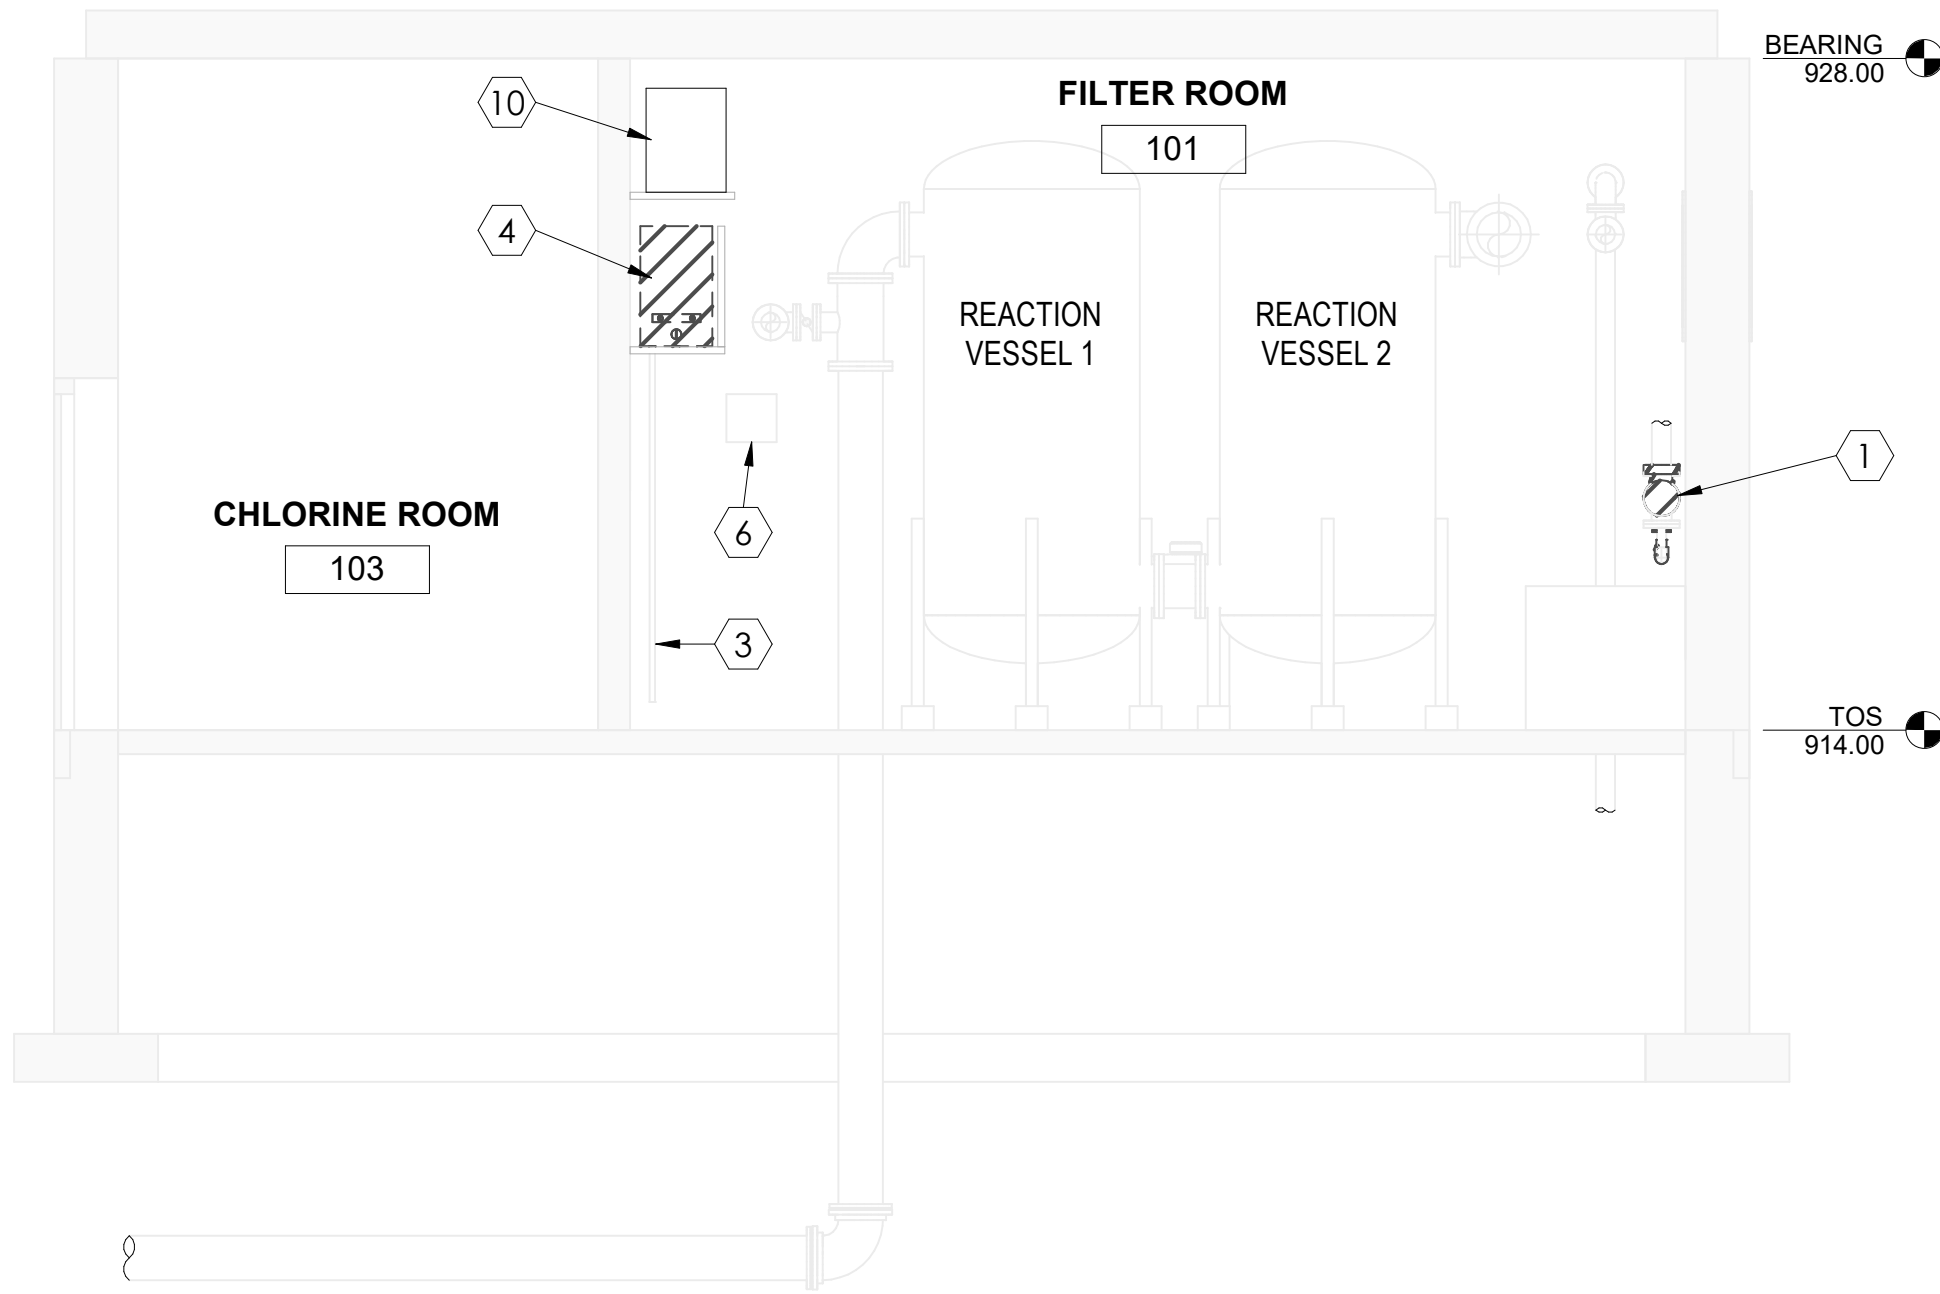 BEARING
928.00
FILTER ROOM
101
10
4
REACTION
VESSEL 1
REACTION
VESSEL 2
1
CHLORINE ROOM
103
6
3
TOS
914.00